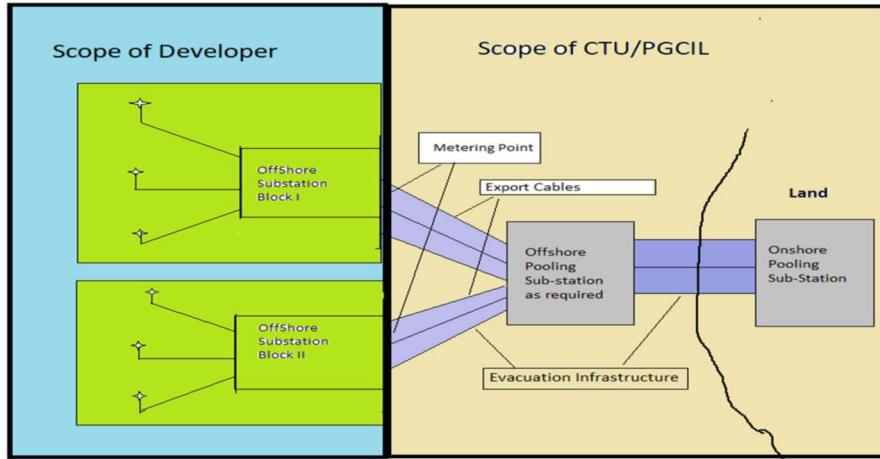 Scope of Developer
Scope of CTU/PGCIL
OffShore
Substation
Block I
Metering Point
Export Cables
Land
Offshore
Pooling
Sub-station
as required
Onshore
Pooling
Sub-Station
OffShore
Substation
Block II
Evacuation Infrastructure